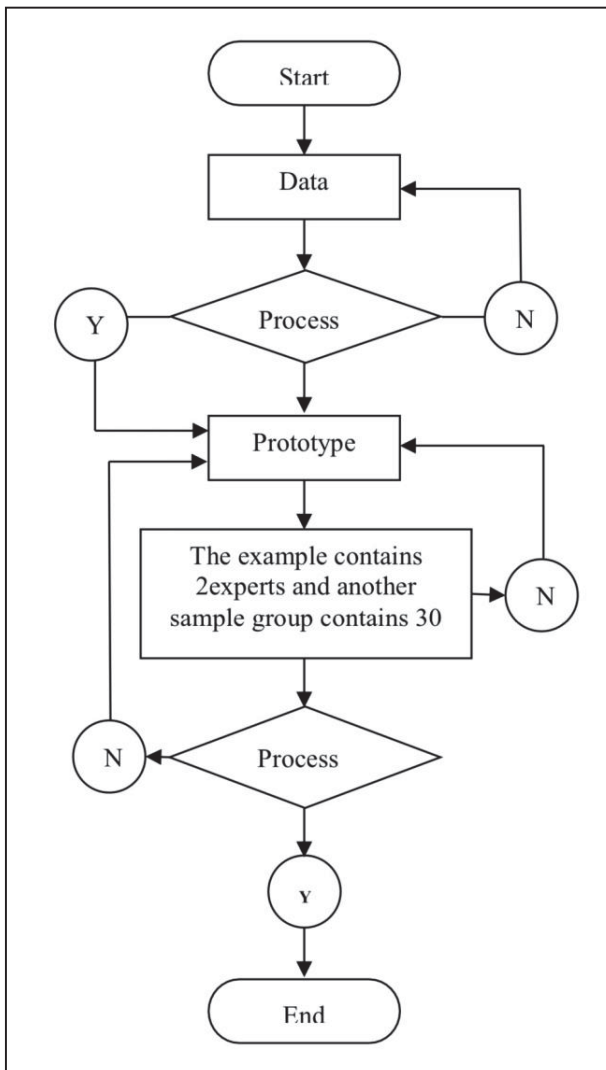 Start
Data
Y
Process
N
Prototype
The example contains
2experts and another
sample group contains 30
N
N
Process
Y
End